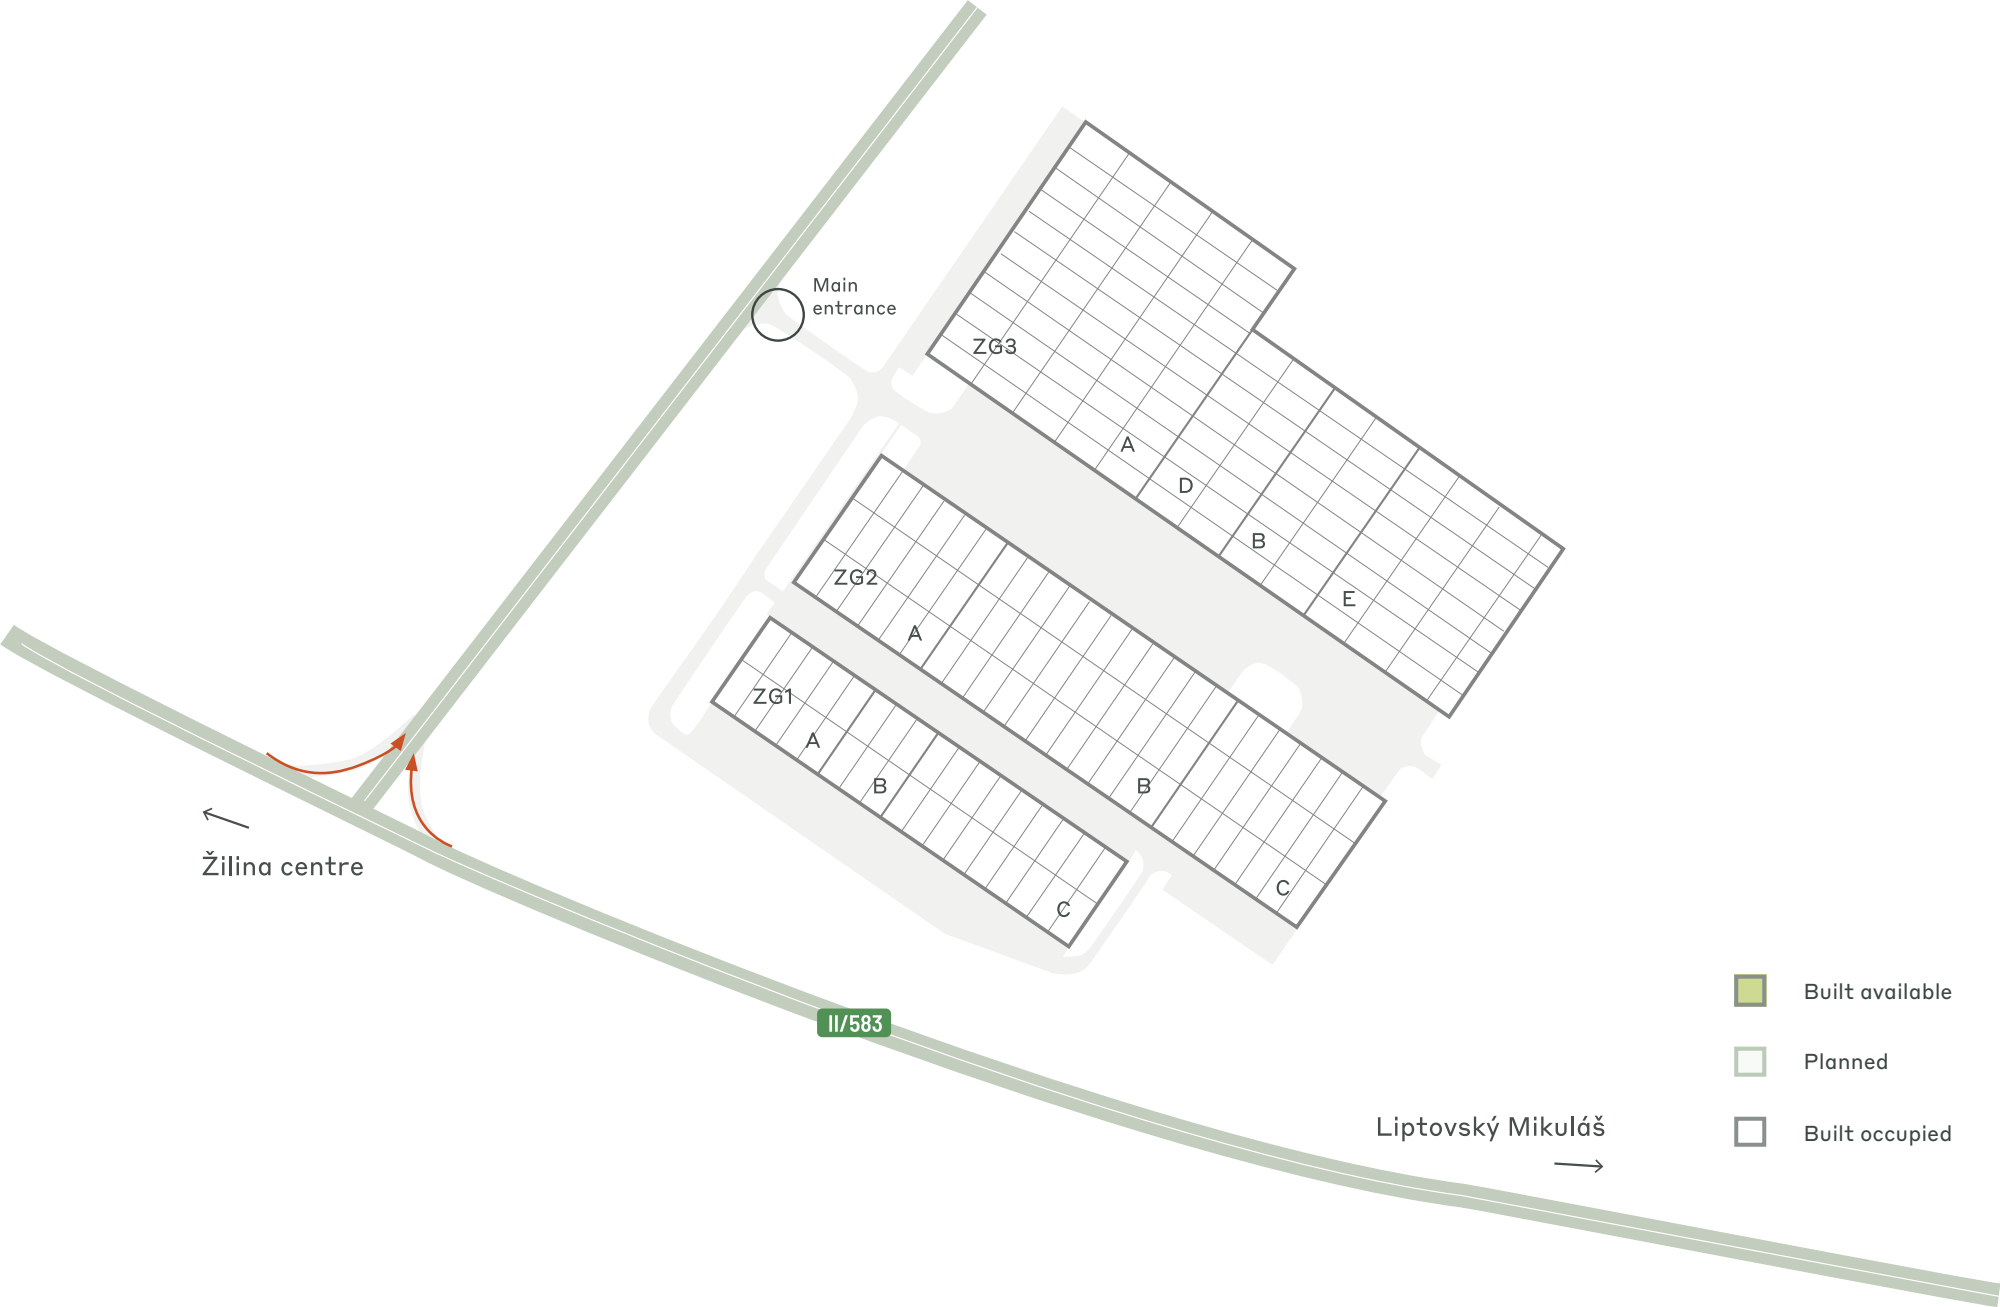 Main
entrance
ZG3
A
D
B
E
ZG2
A
B
C
ZG1
A
B
C
Žilina centre
II/583
Liptovský Mikuláš
Built available
Planned
Built occupied